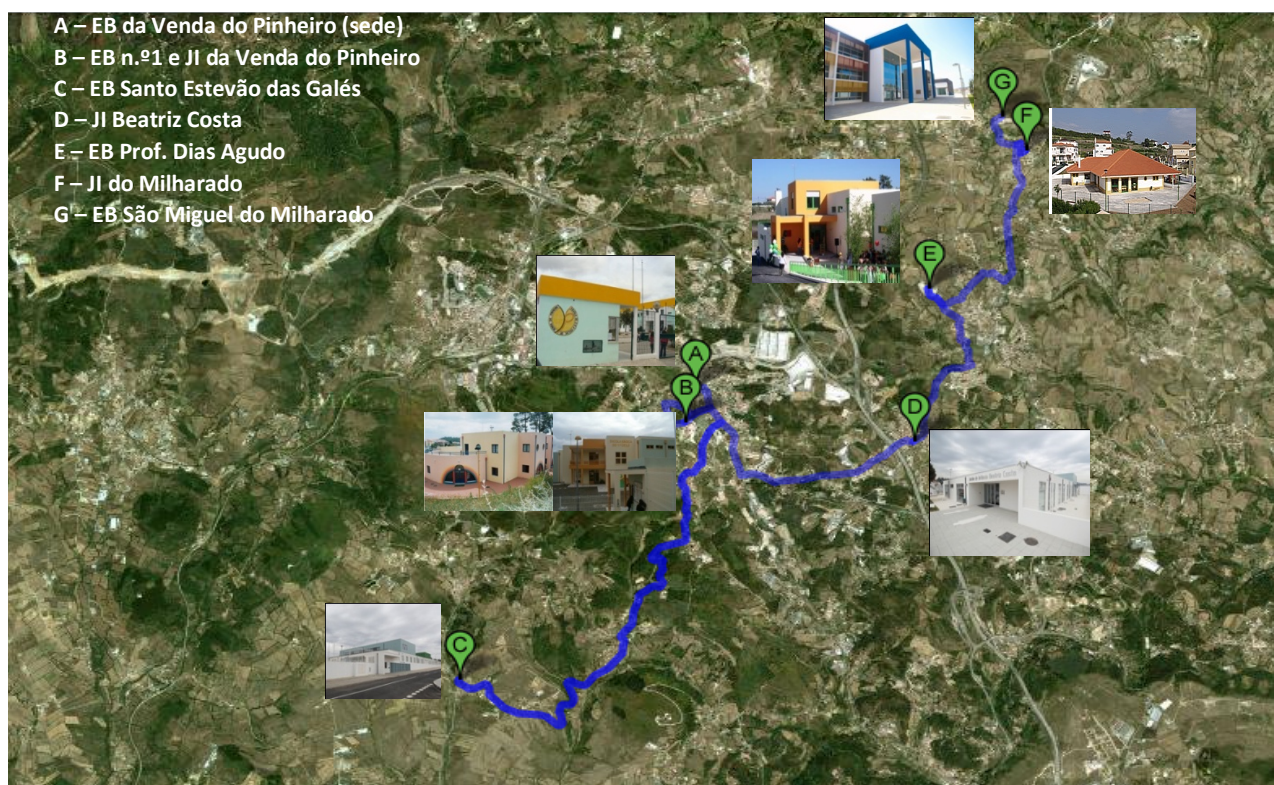 A – EB da Venda do Pinheiro (sede)
B – EB n.º1 e JI da Venda do Pinheiro
C – EB Santo Estevão das Galés
D – JI Beatriz Costa
E – EB Prof. Dias Agudo
F – JI do Milharado
G – EB São Miguel do Milharado
G
F
E
A
B
D
C